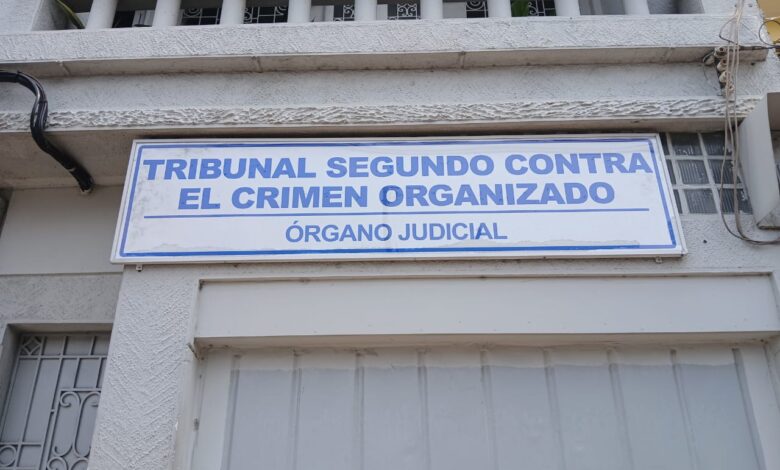 TRIBUNAL SEGUNDO CONTRA
EL CRIMEN ORGANIZADO
ÓRGANO JUDICIAL